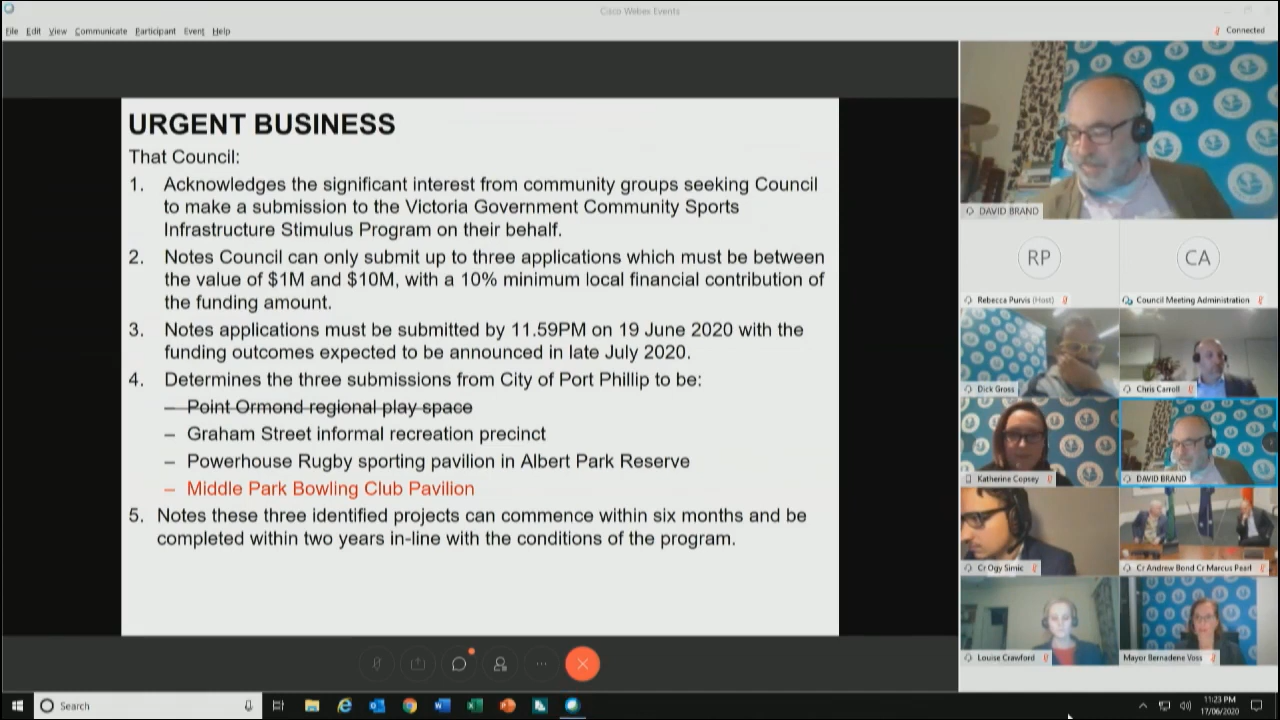 Cisco Webex Events
File Edit View Communicate Participant Event Help
Connected
URGENT BUSINESS
That Council:
1. Acknowledges the significant interest from community groups seeking Council
to make a submission to the Victoria Government Community Sports
Infrastructure Stimulus Program on their behalf.
2. Notes Council can only submit up to three applications which must be between
the value of $1M and $10M, with a 10% minimum local financial contribution of
the funding amount.
3. Notes applications must be submitted by 11.59PM on 19 June 2020 with the
funding outcomes expected to be announced in late July 2020.
4. Determines the three submissions from City of Port Phillip to be:
– Point Ormond regional play space
– Graham Street informal recreation precinct
– Powerhouse Rugby sporting pavilion in Albert Park Reserve
– Middle Park Bowling Club Pavilion
5. Notes these three identified projects can commence within six months and be
completed within two years in-line with the conditions of the program.
DAVID BRAND
RP
CA
Rebecca Purvis (Host)
Council Meeting Administration
Dick Gross
Chris Carroll
Katherine Copsey
DAVID BRAND
Cr Ogy Simic
Cr Andrew Bond Cr Marcus Pearl
Louise Crawford
Mayor Bernadene Voss
Search
11:23 PM
17/06/2020